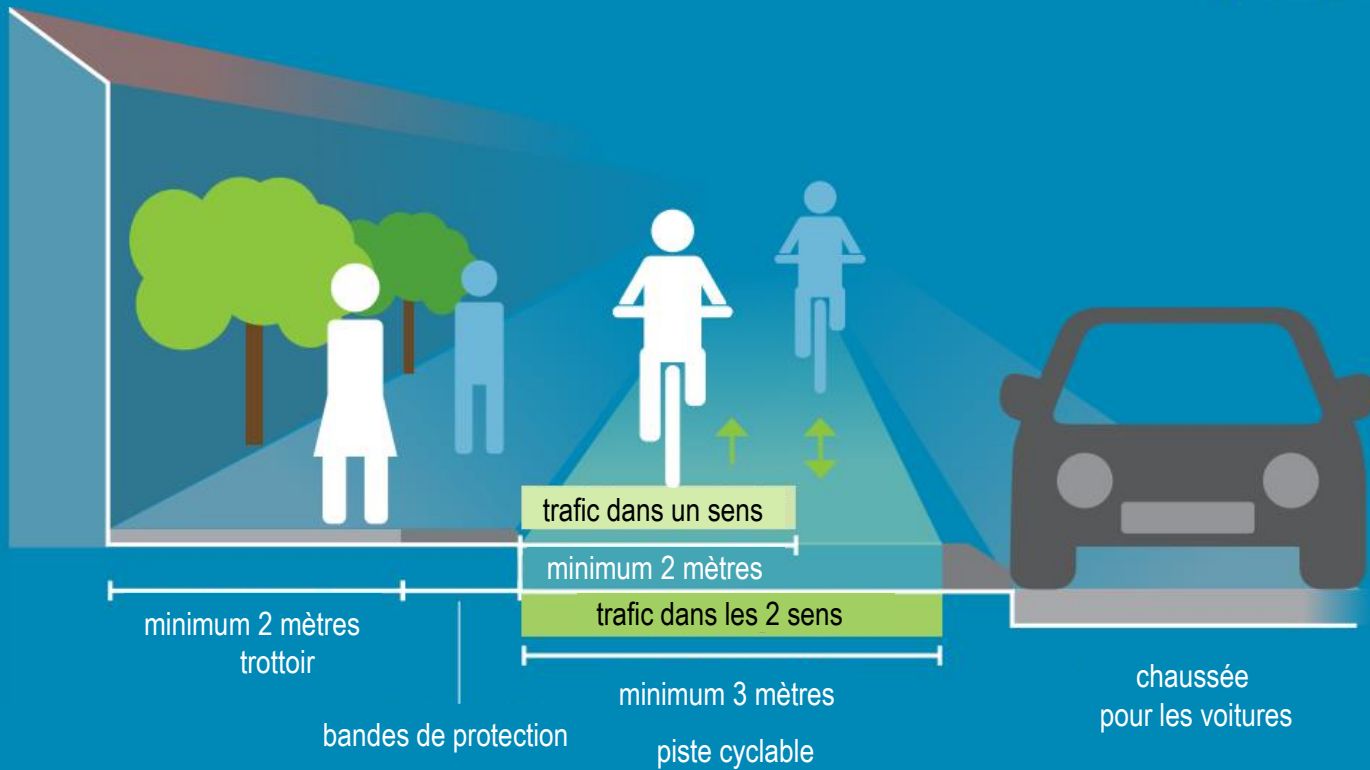 trafic dans un sens
minimum 2 mètres
trafic dans les 2 sens
minimum 2 mètres
trottoir
bandes de protection
minimum 3 mètres
piste cyclable
chaussée
pour les voitures